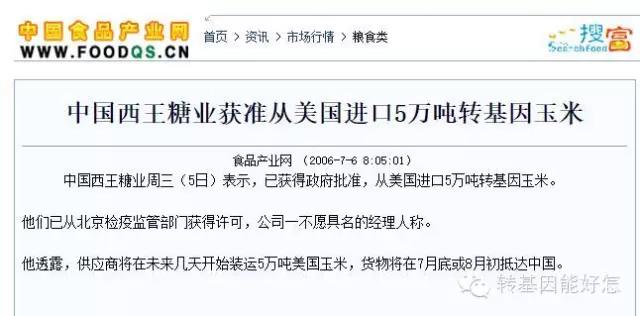 中国食品产业网
WWW.FOODQS.CN
首页 > 资讯 > 市场行情 > 粮食类
搜富
Searchfood
中国西王糖业获准从美国进口5万吨转基因玉米
食品产业网 (2006-7-6 8:05:01)
中国西王糖业周三（5日）表示，已获得政府批准，从美国进口5万吨转基因玉米。
他们已从北京检疫监管部门获得许可，公司一不愿具名的经理人称。
他透露，供应商将在未来几天开始装运5万吨美国玉米，货物将在7月底或8月初抵达中国。
转基因能好怎